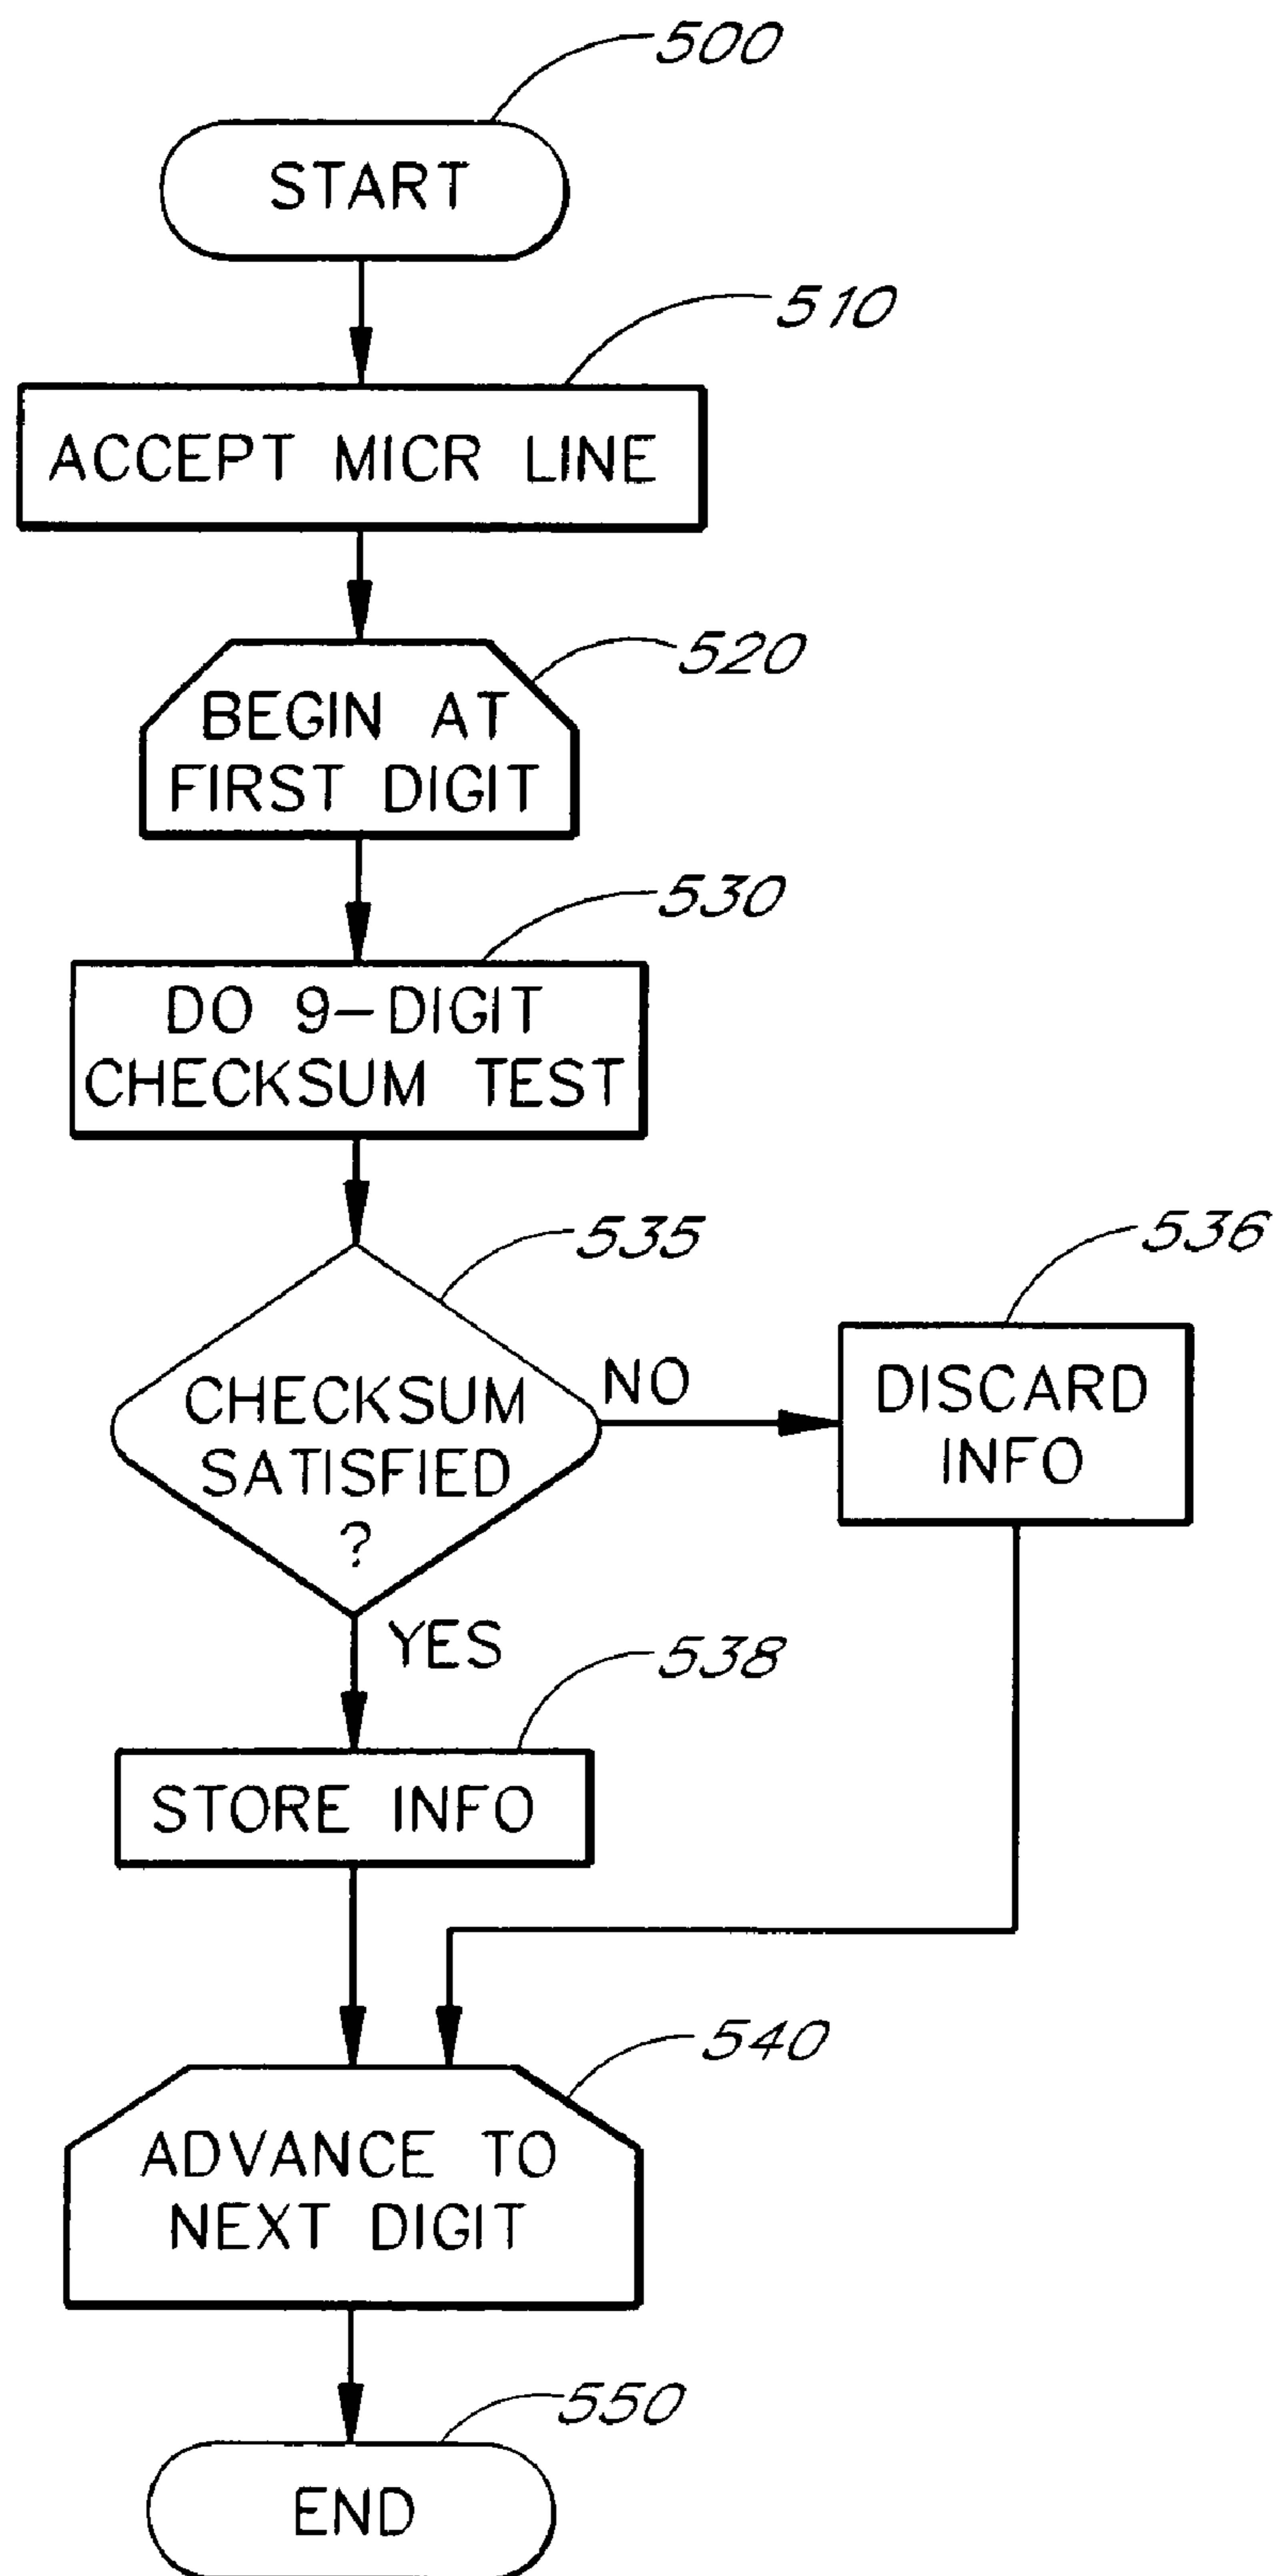 500
START
510
ACCEPT MICR LINE
520
BEGIN AT
FIRST DIGIT
530
DO 9-DIGIT
CHECKSUM TEST
535
536
CHECKSUM
SATISFIED
?
NO
DISCARD
INFO
YES
538
STORE INFO
540
ADVANCE TO
NEXT DIGIT
550
END